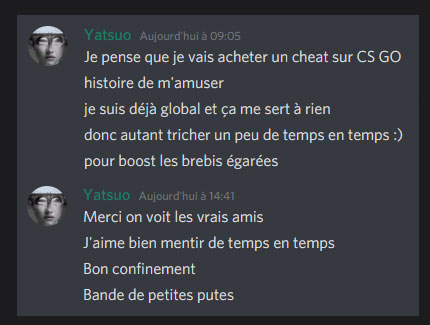 Yatsuo Aujourd'hui à 09:05
Je pense que je vais acheter un cheat sur CS GO
histoire de m'amuser
je suis déjà global et ça me sert à rien
donc autant tricher un peu de temps en temps :)
pour boost les brebis égarées
Yatsuo Aujourd'hui à 14:41
Merci on voit les vrais amis
J'aime bien mentir de temps en temps
Bon confinement
Bande de petites putes